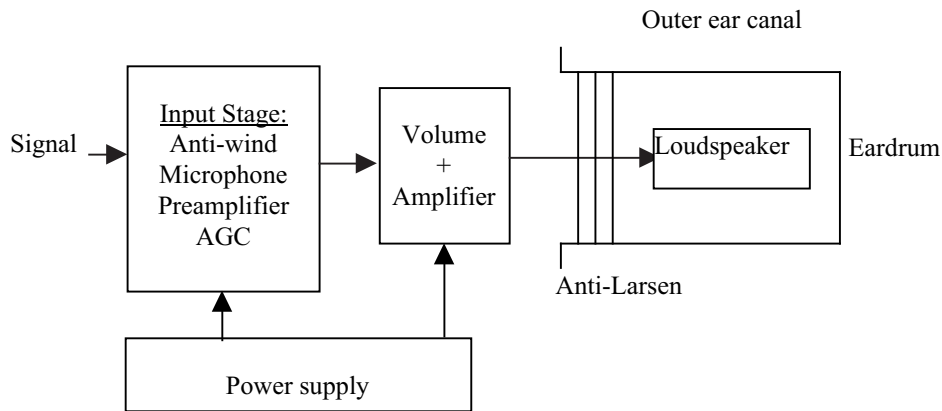 Outer ear canal
Signal
Input Stage:
Anti-wind
Microphone
Preamplifier
AGC
Volume
+
Amplifier
Loudspeaker
Eardrum
Anti-Larsen
Power supply